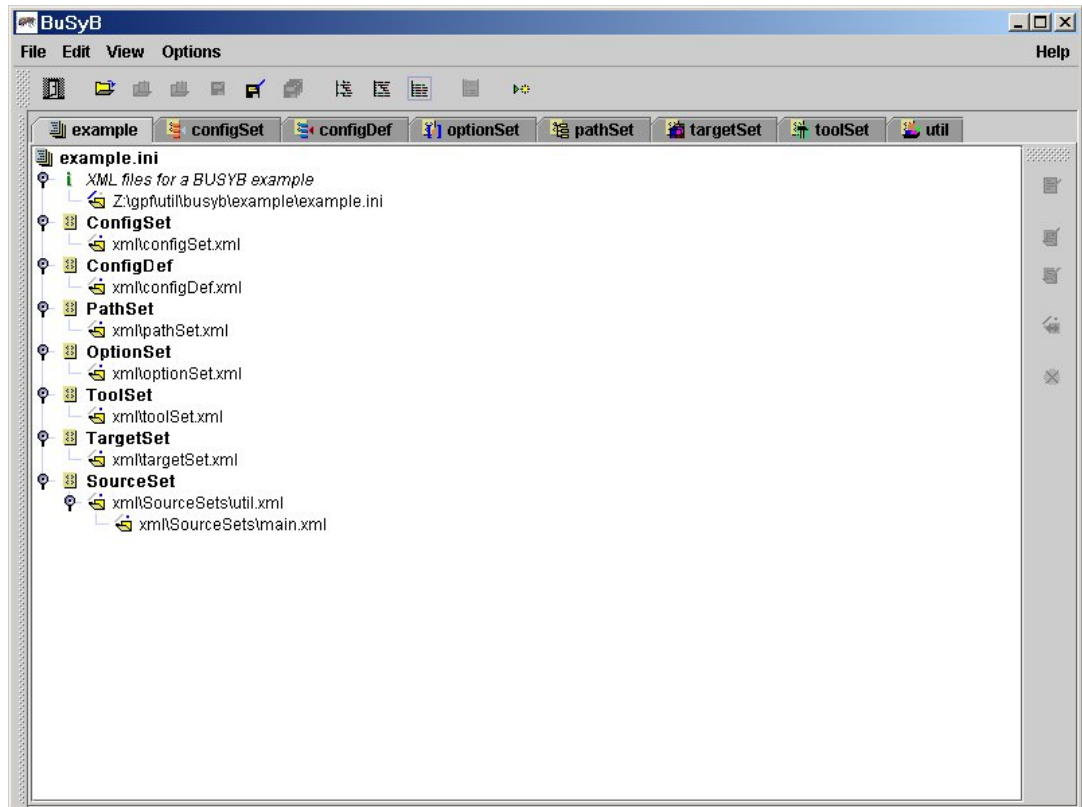 BuSyB
File Edit View Options Help
example configSet configDef optionSet pathSet targetSet toolSet util
example.ini
i XML files for a BUSYB example
Z:\gpf\util\busyb\example\example.ini
ConfigSet
xml\configSet.xml
ConfigDef
xml\configDef.xml
PathSet
xml\pathSet.xml
OptionSet
xml\optionSet.xml
ToolSet
xml\toolSet.xml
TargetSet
xml\targetSet.xml
SourceSet
xml\SourceSets\util.xml
xml\SourceSets\main.xml